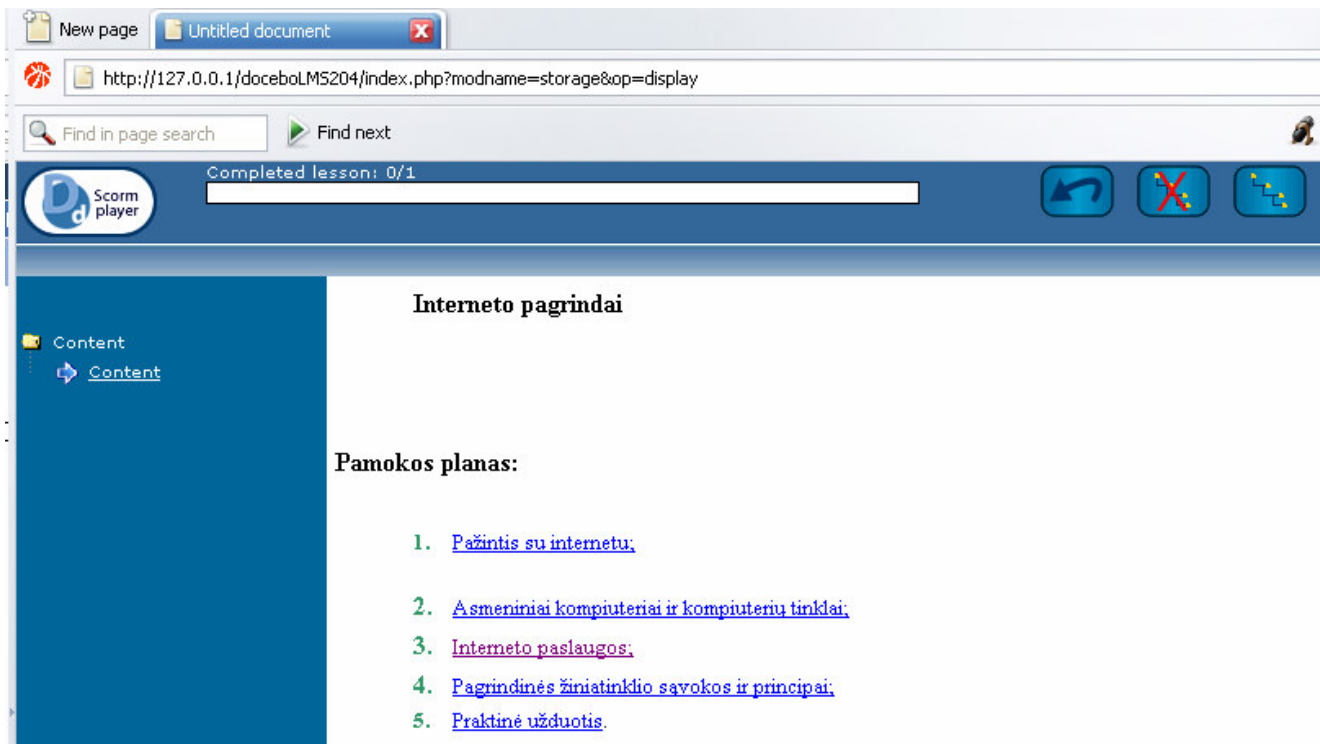 New page
Untitled document
http://127.0.0.1/doceboLMS204/index.php?modname=storage&op=display
Find in page search
Find next
Completed lesson: 0/1
Dd Scorm player
Interneto pagrindai
Content
Content
Pamokos planas:
1. Pažintis su internetu;
2. Asmeniniai kompiuteriai ir kompiuterių tinklai;
3. Interneto paslaugos;
4. Pagrindinės žiniatinklio sąvokos ir principai;
5. Praktinė užduotis.